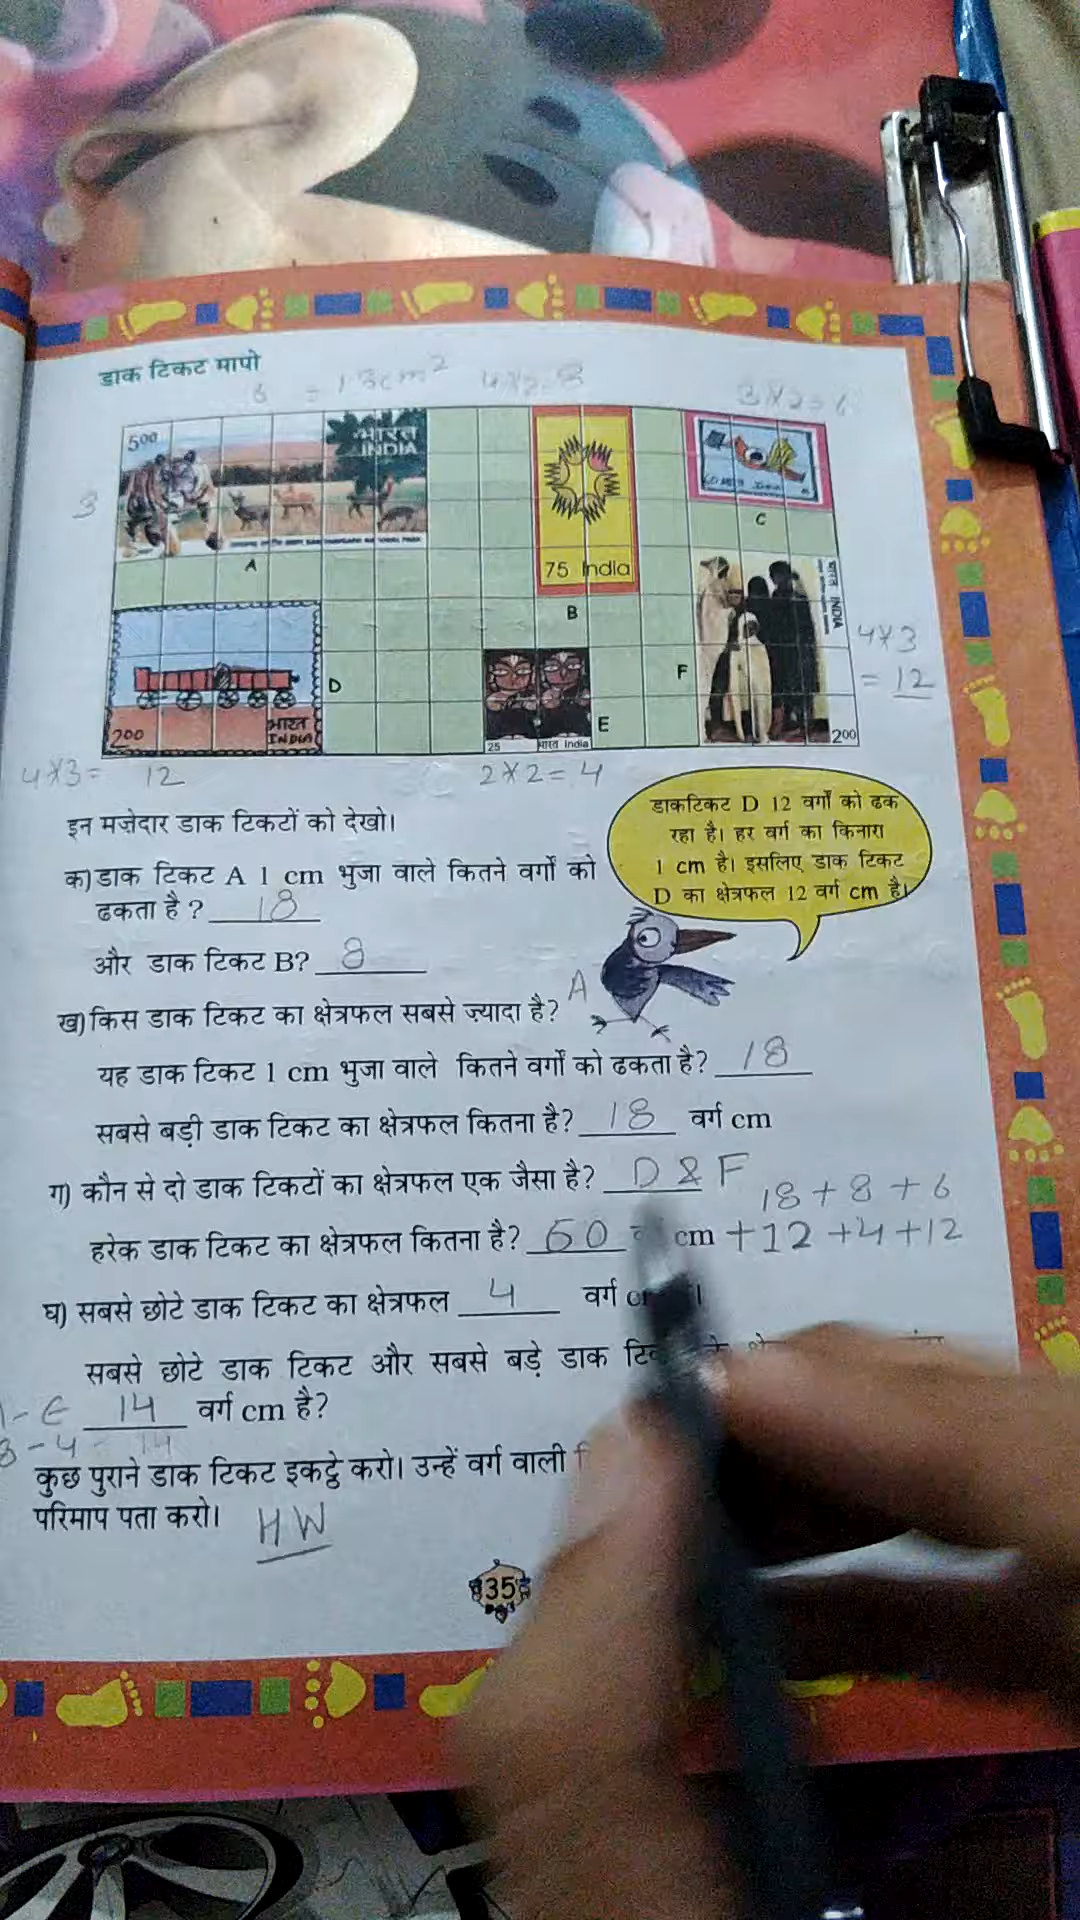 डाक टिकट मापो
6 = 18cm² 4×2=8 3×2=6
500 भारत INDIA
3
C
A
75 India
B
भारत INDIA
4×3
= 12
D
F
200
भारत INDIA
E
25 भारत India
200
4×3= 12
2×2=4
डाकटिकट D 12 वर्गों को ढक
रहा है। हर वर्ग का किनारा
1 cm है। इसलिए डाक टिकट
D का क्षेत्रफल 12 वर्ग cm है।
इन मज़ेदार डाक टिकटों को देखो।
क) डाक टिकट A 1 cm भुजा वाले कितने वर्गों को
ढकता है ? 18
और डाक टिकट B? 8
ख) किस डाक टिकट का क्षेत्रफल सबसे ज़्यादा है? A
यह डाक टिकट 1 cm भुजा वाले कितने वर्गों को ढकता है? 18
सबसे बड़ी डाक टिकट का क्षेत्रफल कितना है? 18 वर्ग cm
ग) कौन से दो डाक टिकटों का क्षेत्रफल एक जैसा है? D & F
18 + 8 + 6
हरेक डाक टिकट का क्षेत्रफल कितना है? 60 cm + 12 + 4 + 12
घ) सबसे छोटे डाक टिकट का क्षेत्रफल 4 वर्ग
सबसे छोटे डाक टिकट और सबसे बड़े डाक
- E 14 वर्ग cm है?
- 4 = 14
कुछ पुराने डाक टिकट इकट्ठे करो। उन्हें वर्ग वाली
परिमाप पता करो। HW
35